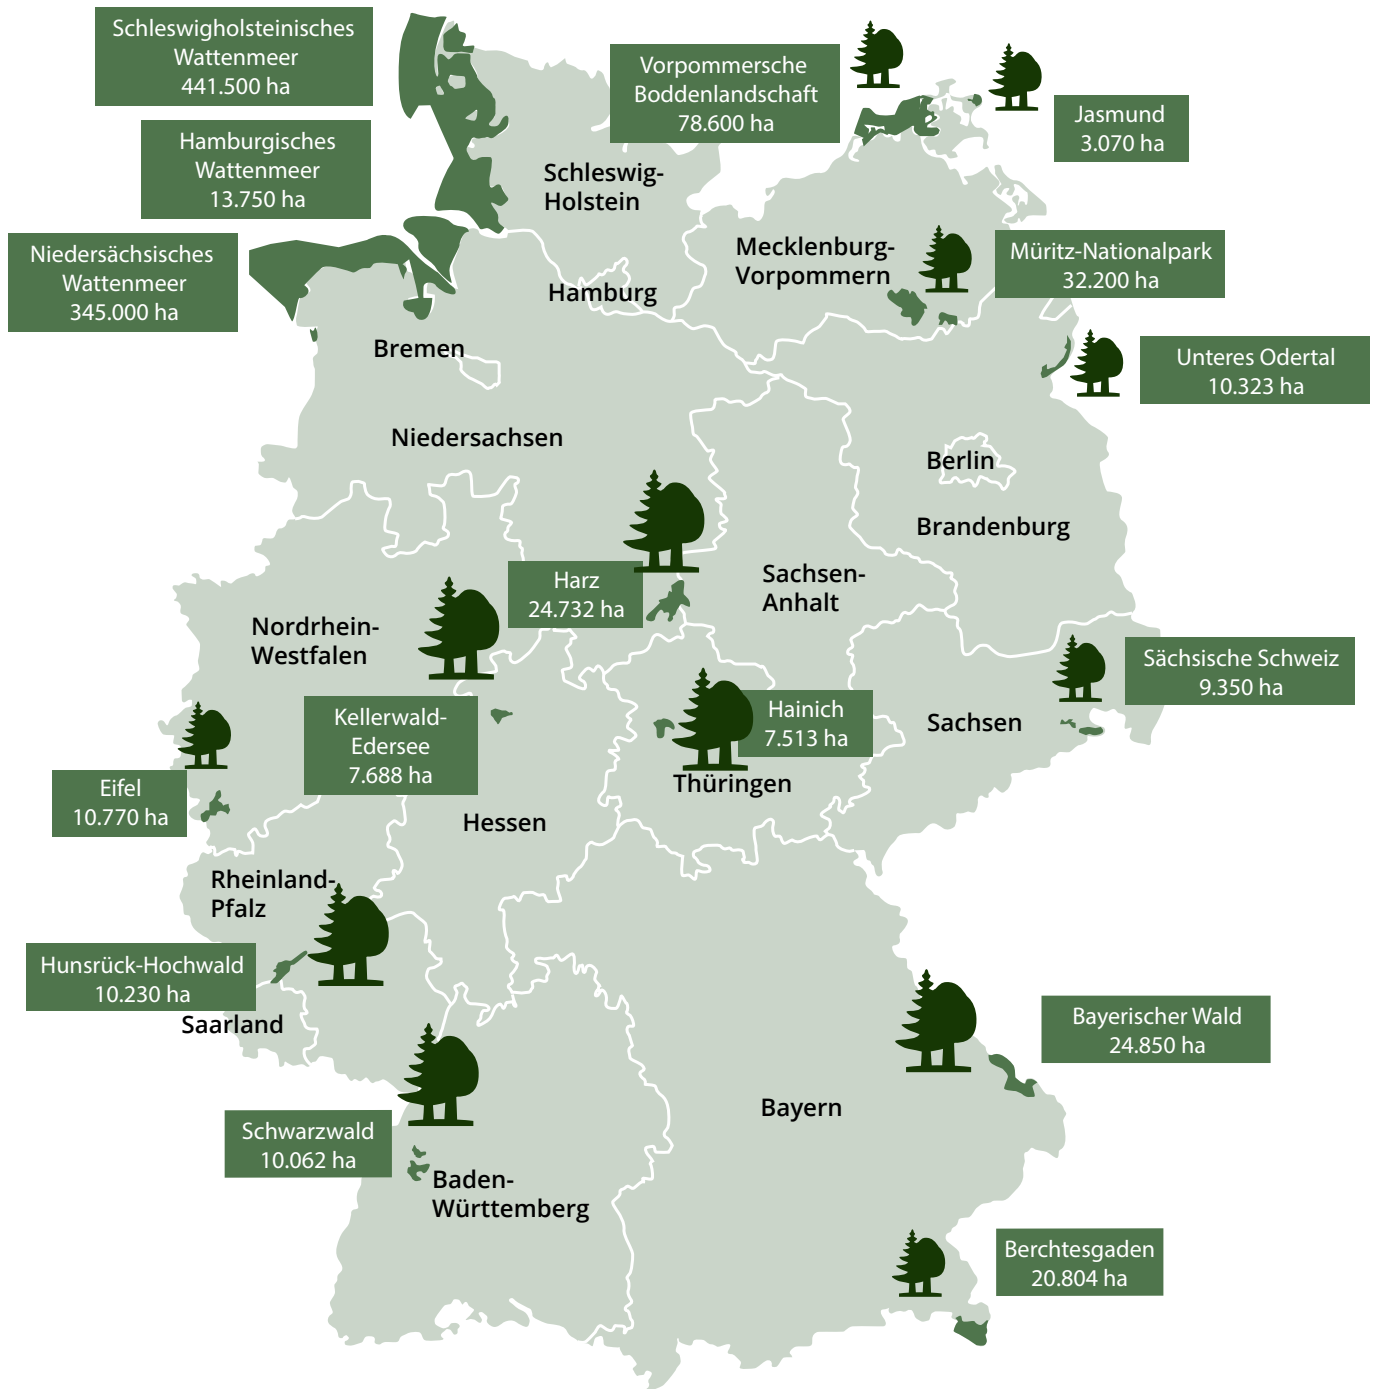 Schleswigholsteinisches
Wattenmeer
441.500 ha
Vorpommersche
Boddenlandschaft
78.600 ha
Jasmund
3.070 ha
Hamburgisches
Wattenmeer
13.750 ha
Schleswig-
Holstein
Niedersächsisches
Wattenmeer
345.000 ha
Mecklenburg-
Vorpommern
Müritz-Nationalpark
32.200 ha
Hamburg
Bremen
Unteres Odertal
10.323 ha
Niedersachsen
Berlin
Brandenburg
Harz
24.732 ha
Sachsen-
Anhalt
Nordrhein-
Westfalen
Sächsische Schweiz
9.350 ha
Kellerwald-
Edersee
7.688 ha
Hainich
7.513 ha
Sachsen
Thüringen
Eifel
10.770 ha
Hessen
Rheinland-
Pfalz
Hunsrück-Hochwald
10.230 ha
Saarland
Bayerischer Wald
24.850 ha
Bayern
Schwarzwald
10.062 ha
Baden-
Württemberg
Berchtesgaden
20.804 ha